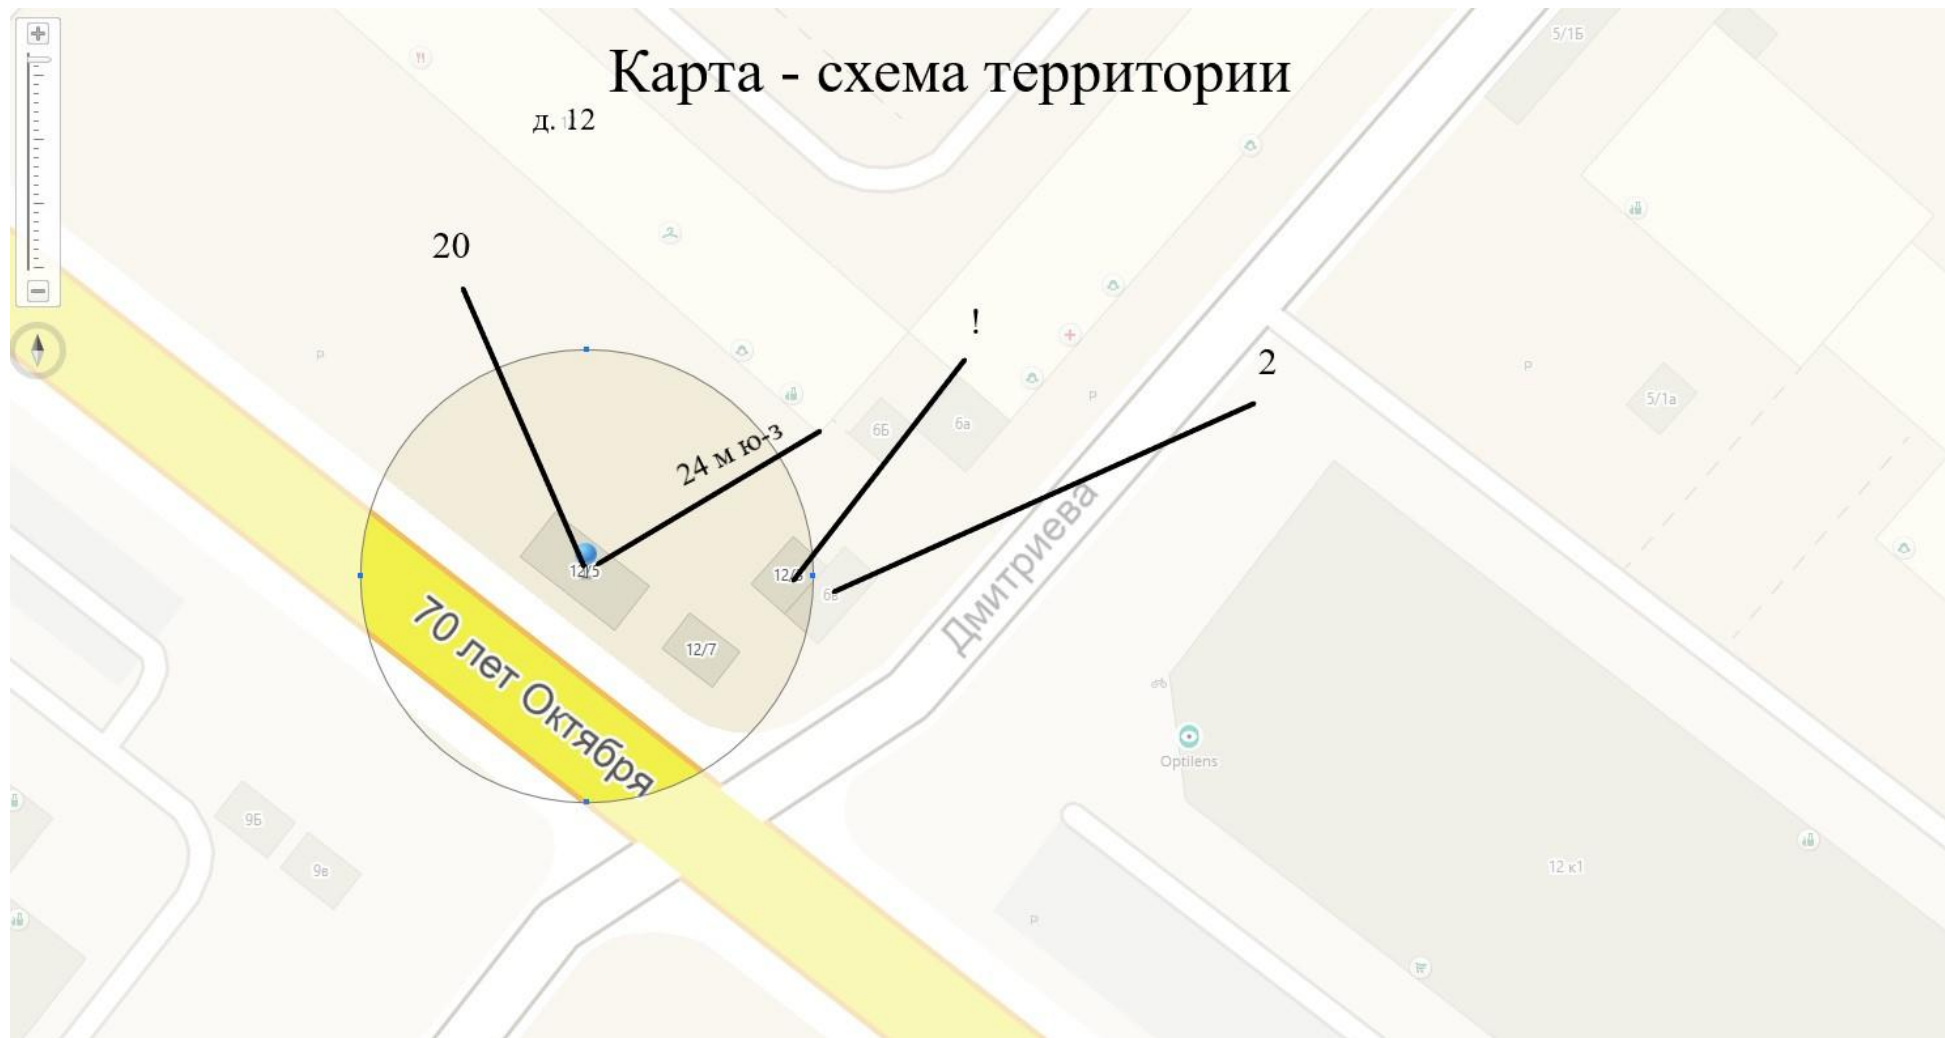 5/1Б
Карта - схема территории
д. 12
20
!
2
5/1а
24 м ю-з
6Б
6а
12/5
6в
12/7
Дмитриева
70 лет Октября
Optilens
9Б
9в
12 к1
P
P
P
P